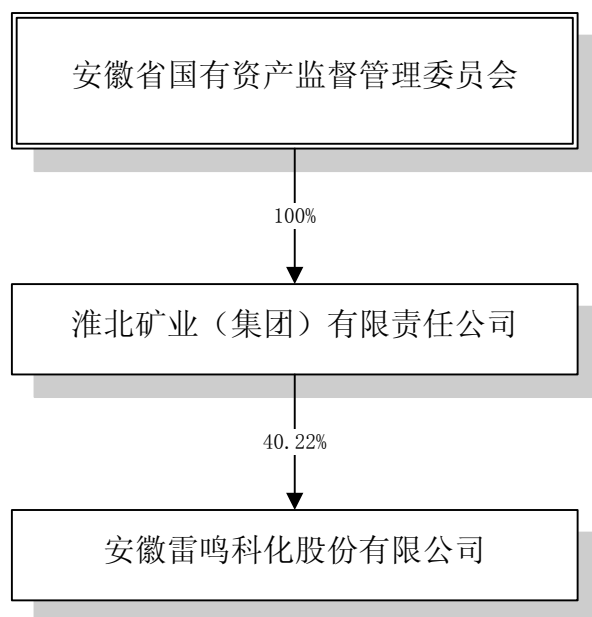 安徽省国有资产监督管理委员会
100%
淮北矿业（集团）有限责任公司
40.22%
安徽雷鸣科化股份有限公司